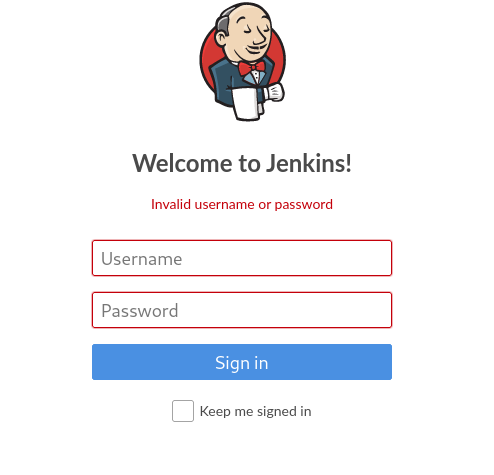 Welcome to Jenkins!
Invalid username or password
Username
Password
Sign in
Keep me signed in